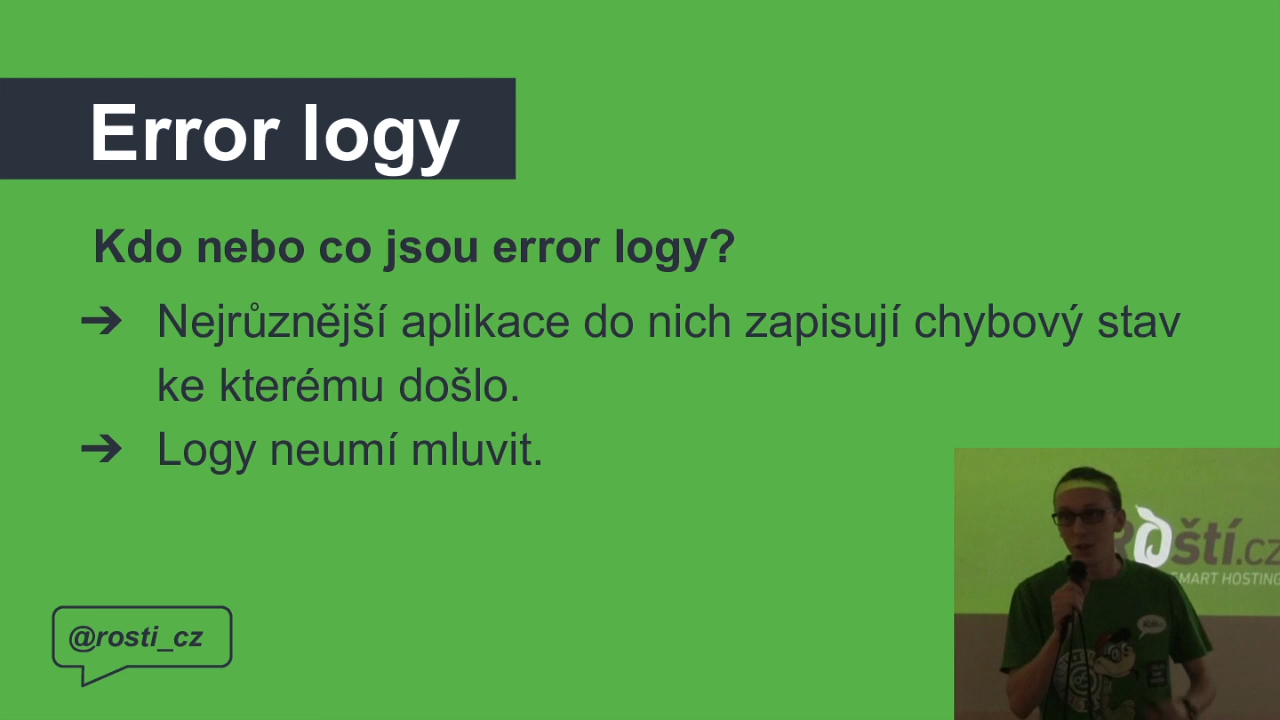 Error logy
Kdo nebo co jsou error logy?
➔ Nejrůznější aplikace do nich zapisují chybový stav
ke kterému došlo.
➔ Logy neumí mluvit.
Roští.cz
SMART HOSTING
@rosti_cz